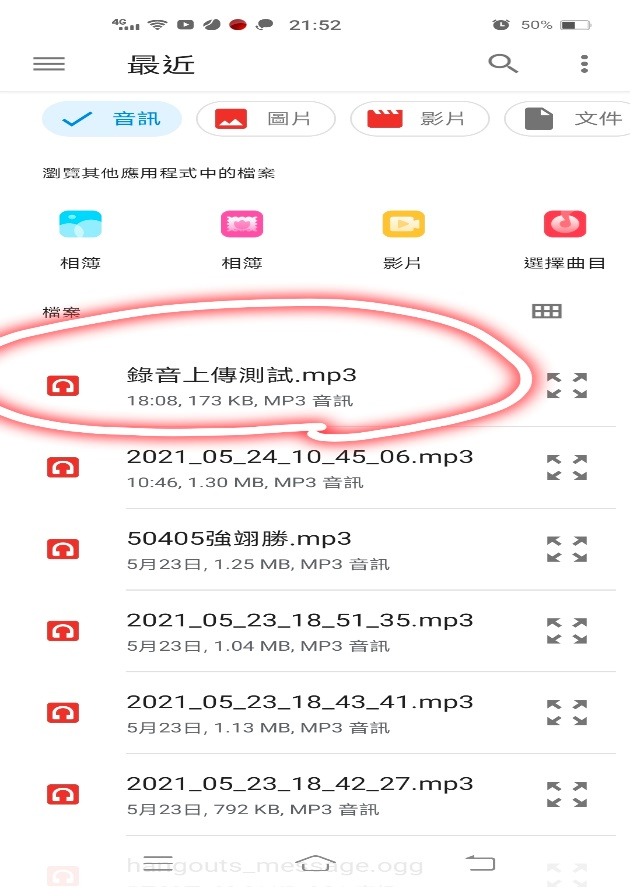 4G 50% 21:52
最近
音訊 圖片 影片 文件
瀏覽其他應用程式中的檔案
相簿 相簿 影片 選擇曲目
檔案
錄音上傳測試.mp3
18:08, 173 KB, MP3 音訊
2021_05_24_10_45_06.mp3
10:46, 1.30 MB, MP3 音訊
50405強翊勝.mp3
5月23日, 1.25 MB, MP3 音訊
2021_05_23_18_51_35.mp3
5月23日, 1.04 MB, MP3 音訊
2021_05_23_18_43_41.mp3
5月23日, 1.13 MB, MP3 音訊
2021_05_23_18_42_27.mp3
5月23日, 792 KB, MP3 音訊
hangouts_message.ogg